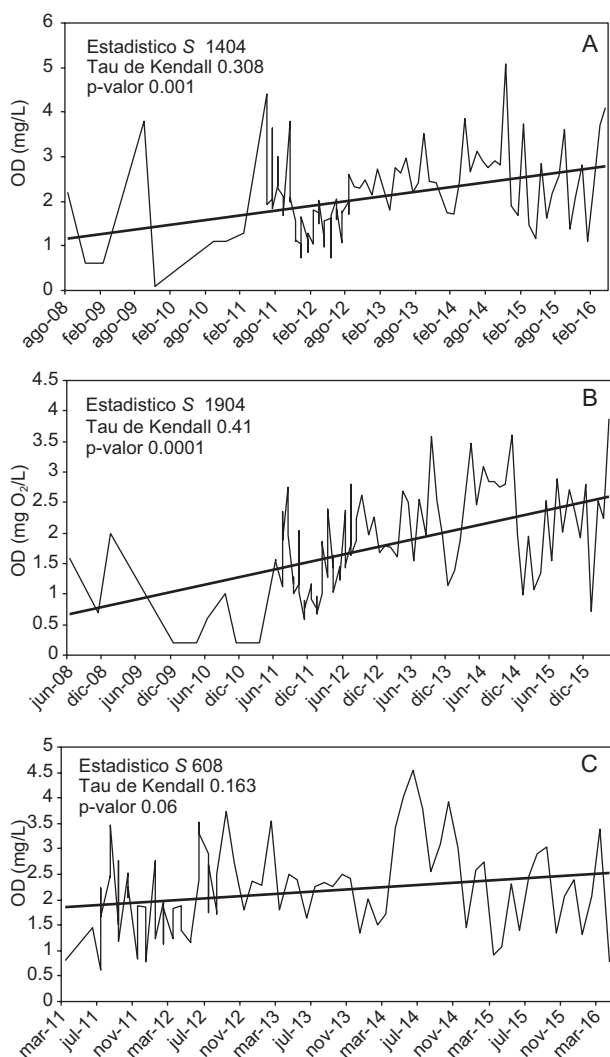 A
Estadistico S 1404
Tau de Kendall 0.308
p-valor 0.001
OD (mg/L)
6
5
4
3
2
1
0
ago-08
feb-09
ago-09
feb-10
ago-10
feb-11
ago-11
feb-12
ago-12
feb-13
ago-13
feb-14
ago-14
feb-15
ago-15
feb-16
B
Estadistico S 1904
Tau de Kendall 0.41
p-valor 0.0001
OD (mg O₂/L)
4.5
4
3.5
3
2.5
2
1.5
1
0.5
0
jun-08
dic-08
jun-09
dic-09
jun-10
dic-10
jun-11
dic-11
jun-12
dic-12
jun-13
dic-13
jun-14
dic-14
jun-15
dic-15
C
Estadistico S 608
Tau de Kendall 0.163
p-valor 0.06
OD (mg/L)
5
4.5
4
3.5
3
2.5
2
1.5
1
0.5
0
mar-11
jul-11
nov-11
mar-12
jul-12
nov-12
mar-13
jul-13
nov-13
mar-14
jul-14
nov-14
mar-15
jul-15
nov-15
mar-16